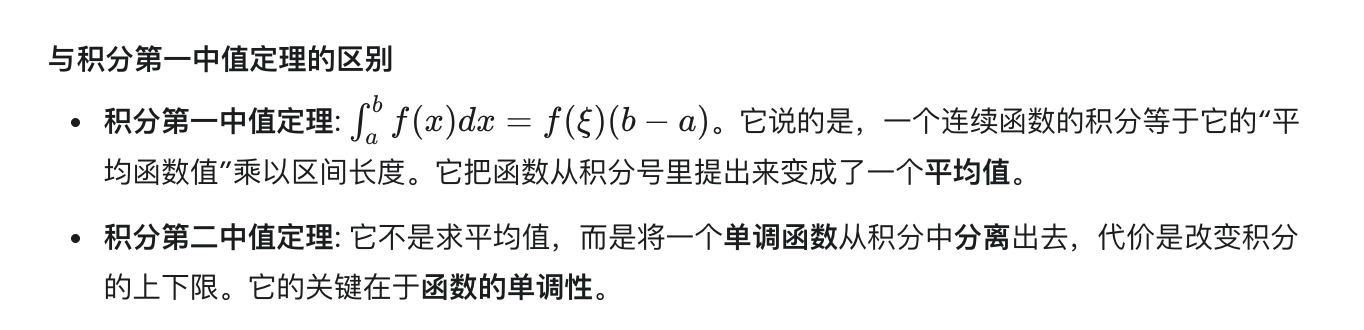 与积分第一中值定理的区别
• 积分第一中值定理: ∫_a^b f(x)dx = f(ξ)(b − a)。它说的是，一个连续函数的积分等于它的“平
均函数值”乘以区间长度。它把函数从积分号里提出来变成了一个平均值。
• 积分第二中值定理: 它不是求平均值，而是将一个单调函数从积分中分离出去，代价是改变积分
的上下限。它的关键在于函数的单调性。